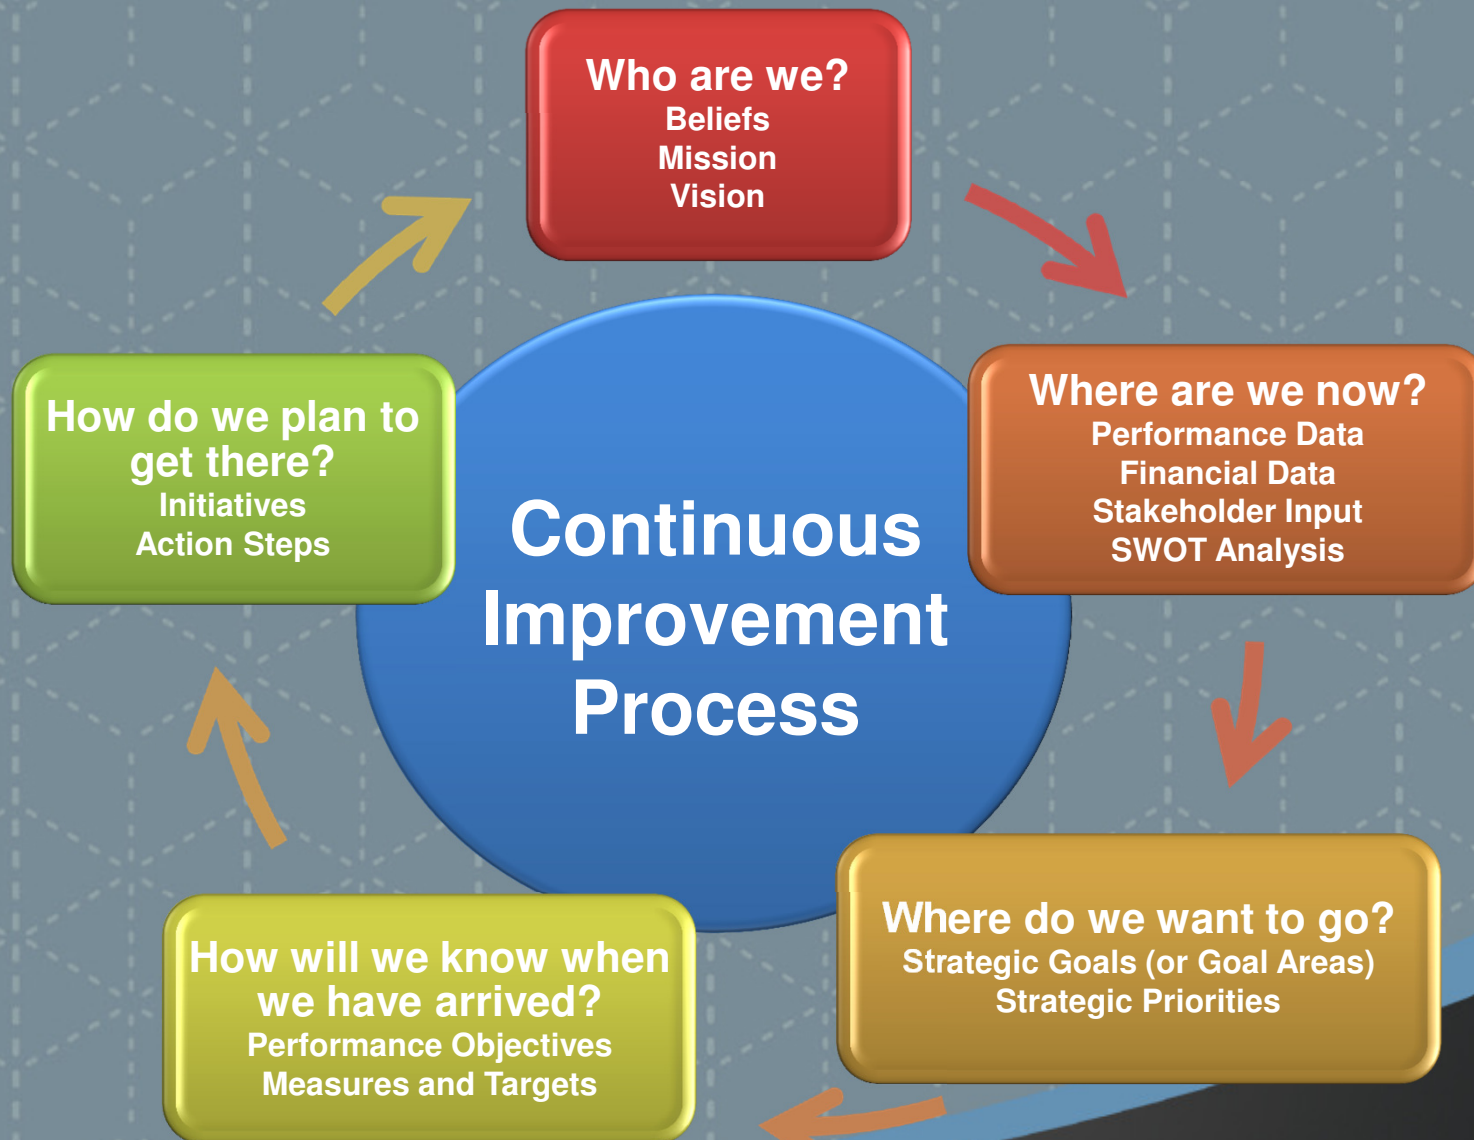 Who are we?
Beliefs
Mission
Vision
Where are we now?
Performance Data
Financial Data
Stakeholder Input
SWOT Analysis
Where do we want to go?
Strategic Goals (or Goal Areas)
Strategic Priorities
How will we know when
we have arrived?
Performance Objectives
Measures and Targets
How do we plan to
get there?
Initiatives
Action Steps
Continuous
Improvement
Process